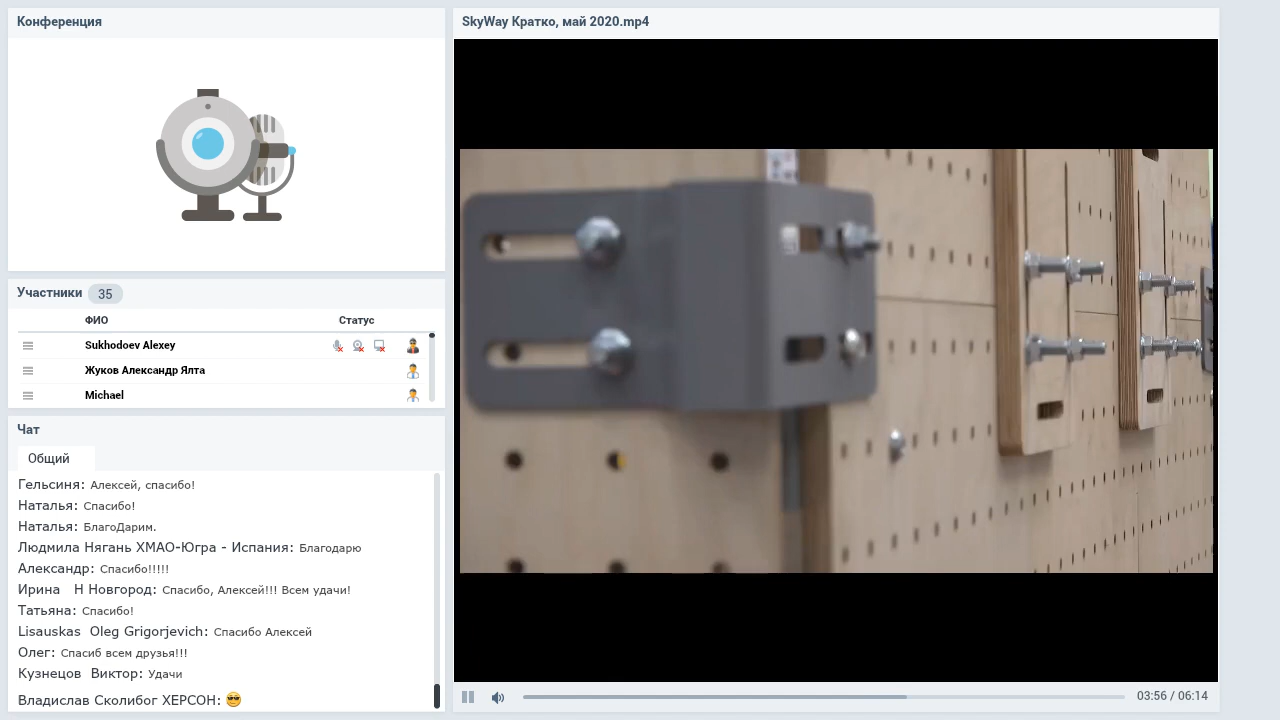 Конференция
SkyWay Кратко, май 2020.mp4
Участники 35
ФИО Статус
Sukhodoev Alexey
Жуков Александр Ялта
Michael
Чат
Общий
Гельсиня: Алексей, спасибо!
Наталья: Спасибо!
Наталья: БлагоДарим.
Людмила Нягань ХМАО-Югра - Испания: Благодарю
Александр: Спасибо!!!!!
Ирина Н Новгород: Спасибо, Алексей!!! Всем удачи!
Татьяна: Спасибо!
Lisauskas Oleg Grigorjevich: Спасибо Алексей
Олег: Спасиб всем друзья!!!
Кузнецов Виктор: Удачи
Владислав Сколибог ХЕРСОН: 😎
03:56 / 06:14